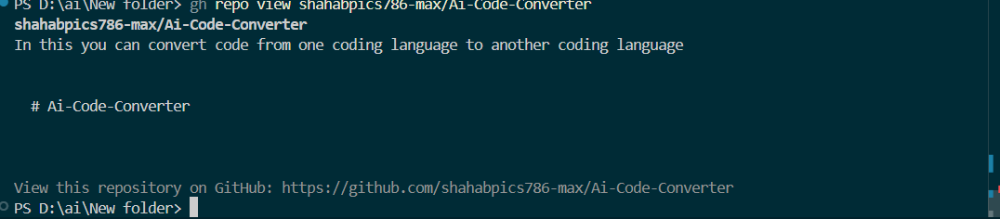 PS D:\ai\New folder> gh repo view shahabpics786-max/Ai-Code-Converter
shahabpics786-max/Ai-Code-Converter
In this you can convert code from one coding language to another coding language
# Ai-Code-Converter
View this repository on GitHub: https://github.com/shahabpics786-max/Ai-Code-Converter
PS D:\ai\New folder>